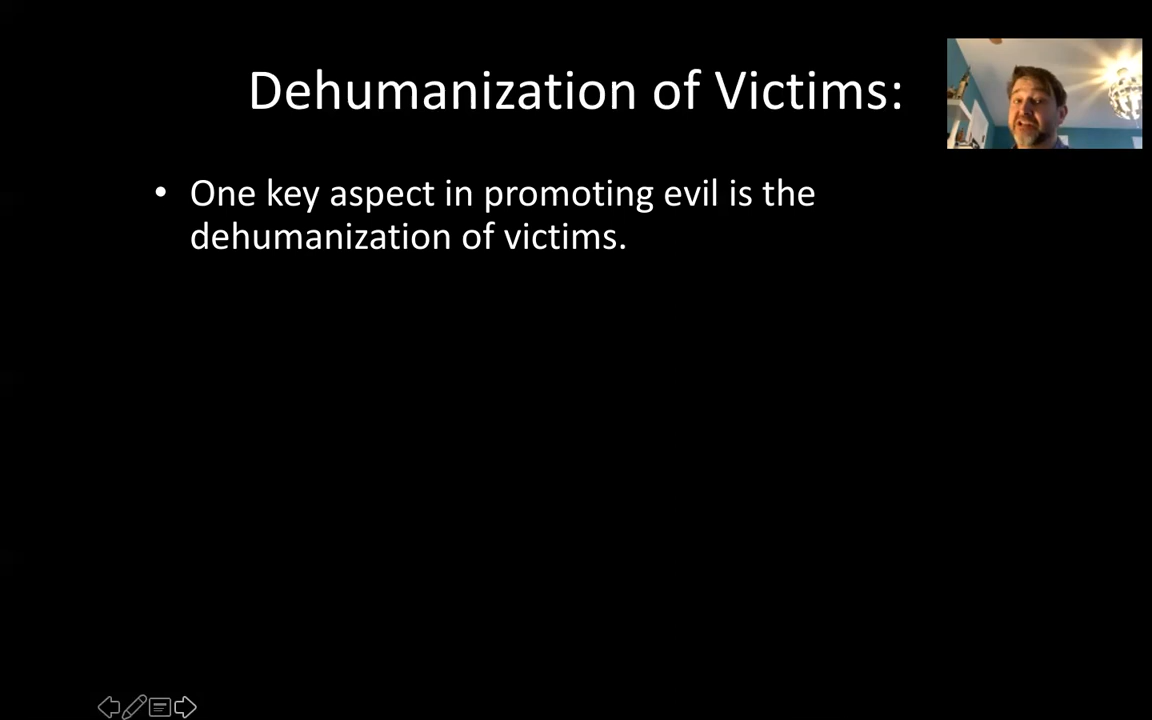 Dehumanization of Victims:
• One key aspect in promoting evil is the
dehumanization of victims.